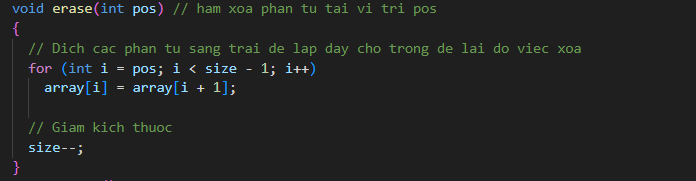 void erase(int pos) // ham xoa phan tu tai vi tri pos
{
// Dich cac phan tu sang trai de lap day cho trong de lai do viec xoa
for (int i = pos; i < size - 1; i++)
array[i] = array[i + 1];
// Giam kich thuoc
size--;
}